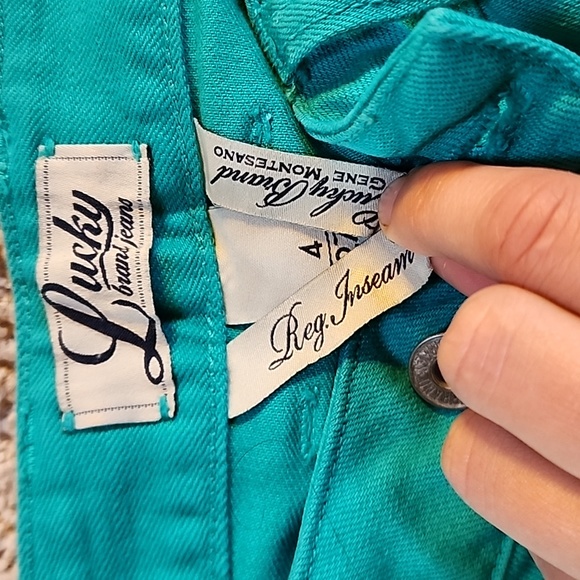 Lucky
brand jeans
Lucky Brand
GENE MONTESANO
4
Reg. Inseam